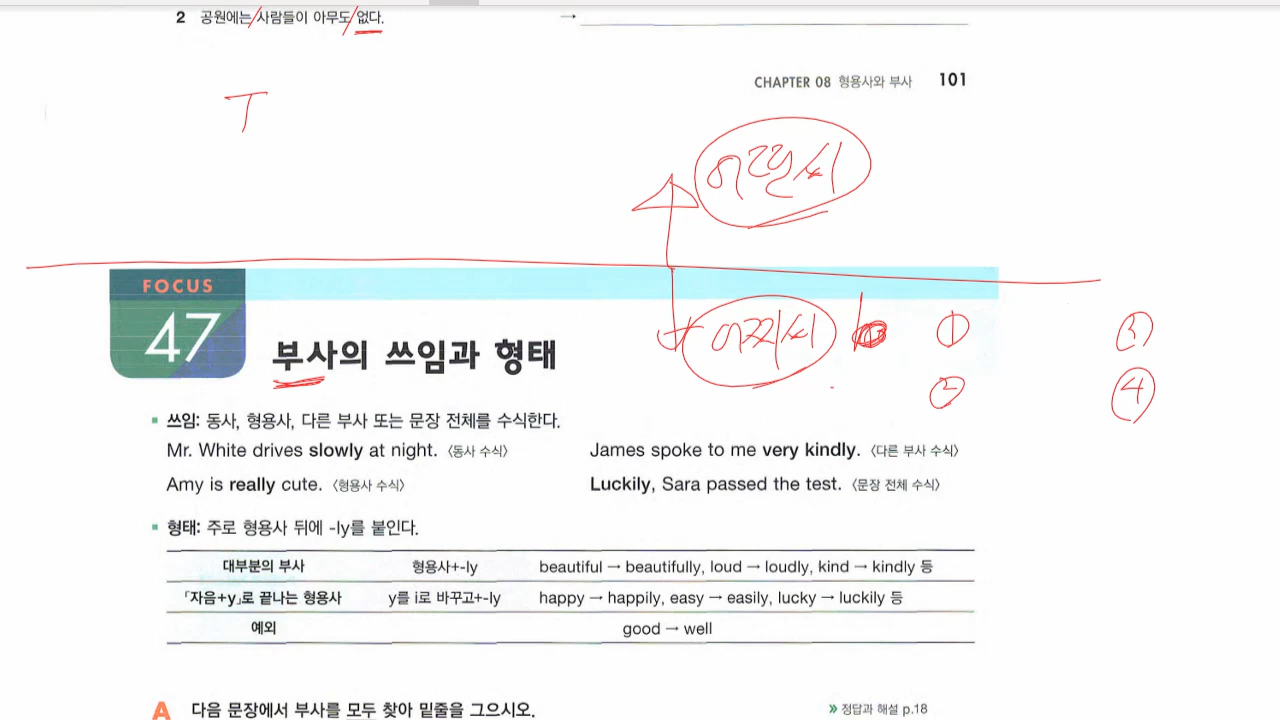 2 공원에는/사람들이 아무도/없다. →
CHAPTER 08 형용사와 부사 101
T
어떤씨
FOCUS
47
부사의 쓰임과 형태
어찌씨 ① ③
② ④
쓰임: 동사, 형용사, 다른 부사 또는 문장 전체를 수식한다.
Mr. White drives slowly at night. 〈동사 수식〉 James spoke to me very kindly. 〈다른 부사 수식〉
Amy is really cute. 〈형용사 수식〉 Luckily, Sara passed the test. 〈문장 전체 수식〉
형태: 주로 형용사 뒤에 -ly를 붙인다.
대부분의 부사 형용사+-ly beautiful → beautifully, loud → loudly, kind → kindly 등
「자음+y」로 끝나는 형용사 y를 i로 바꾸고+-ly happy → happily, easy → easily, lucky → luckily 등
예외 good → well
A 다음 문장에서 부사를 모두 찾아 밑줄을 그으시오. » 정답과 해설 p.18